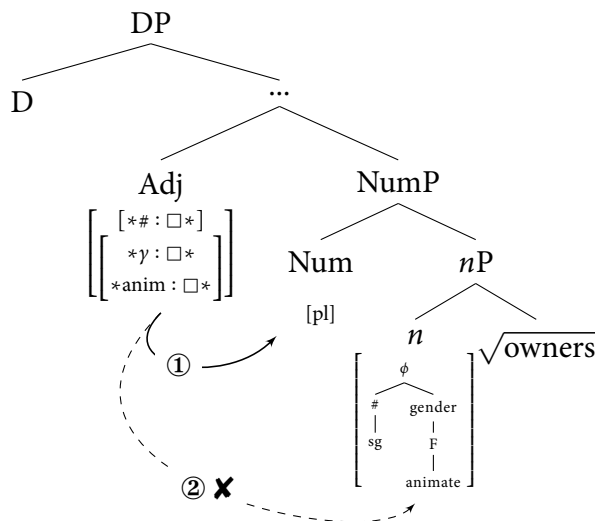 DP
D ...
Adj NumP
[∗# : □∗]
∗γ : □∗
∗anim : □∗
Num nP
[pl]
n √owners
ϕ
# gender
sg F
animate
①
② ✘